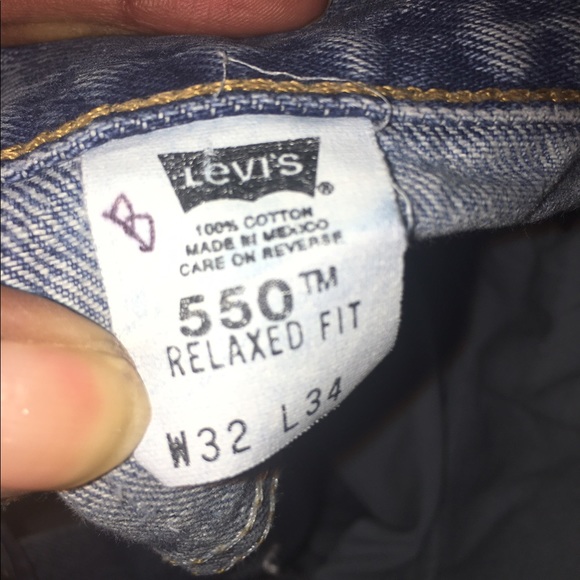 Levi's®
100% COTTON
MADE IN MEXICO
CARE ON REVERSE
550™
RELAXED FIT
W32 L34